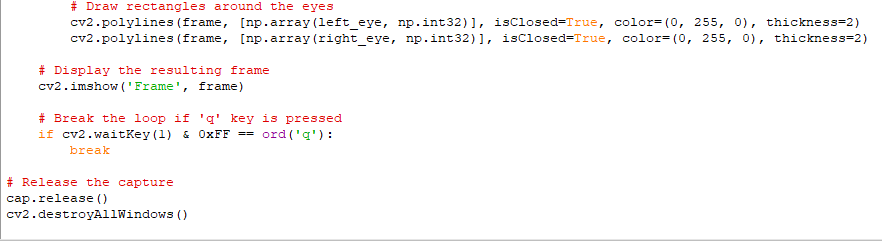 # Draw rectangles around the eyes
cv2.polylines(frame, [np.array(left_eye, np.int32)], isClosed=True, color=(0, 255, 0), thickness=2)
cv2.polylines(frame, [np.array(right_eye, np.int32)], isClosed=True, color=(0, 255, 0), thickness=2)
# Display the resulting frame
cv2.imshow('Frame', frame)
# Break the loop if 'q' key is pressed
if cv2.waitKey(1) & 0xFF == ord('q'):
break
# Release the capture
cap.release()
cv2.destroyAllWindows()